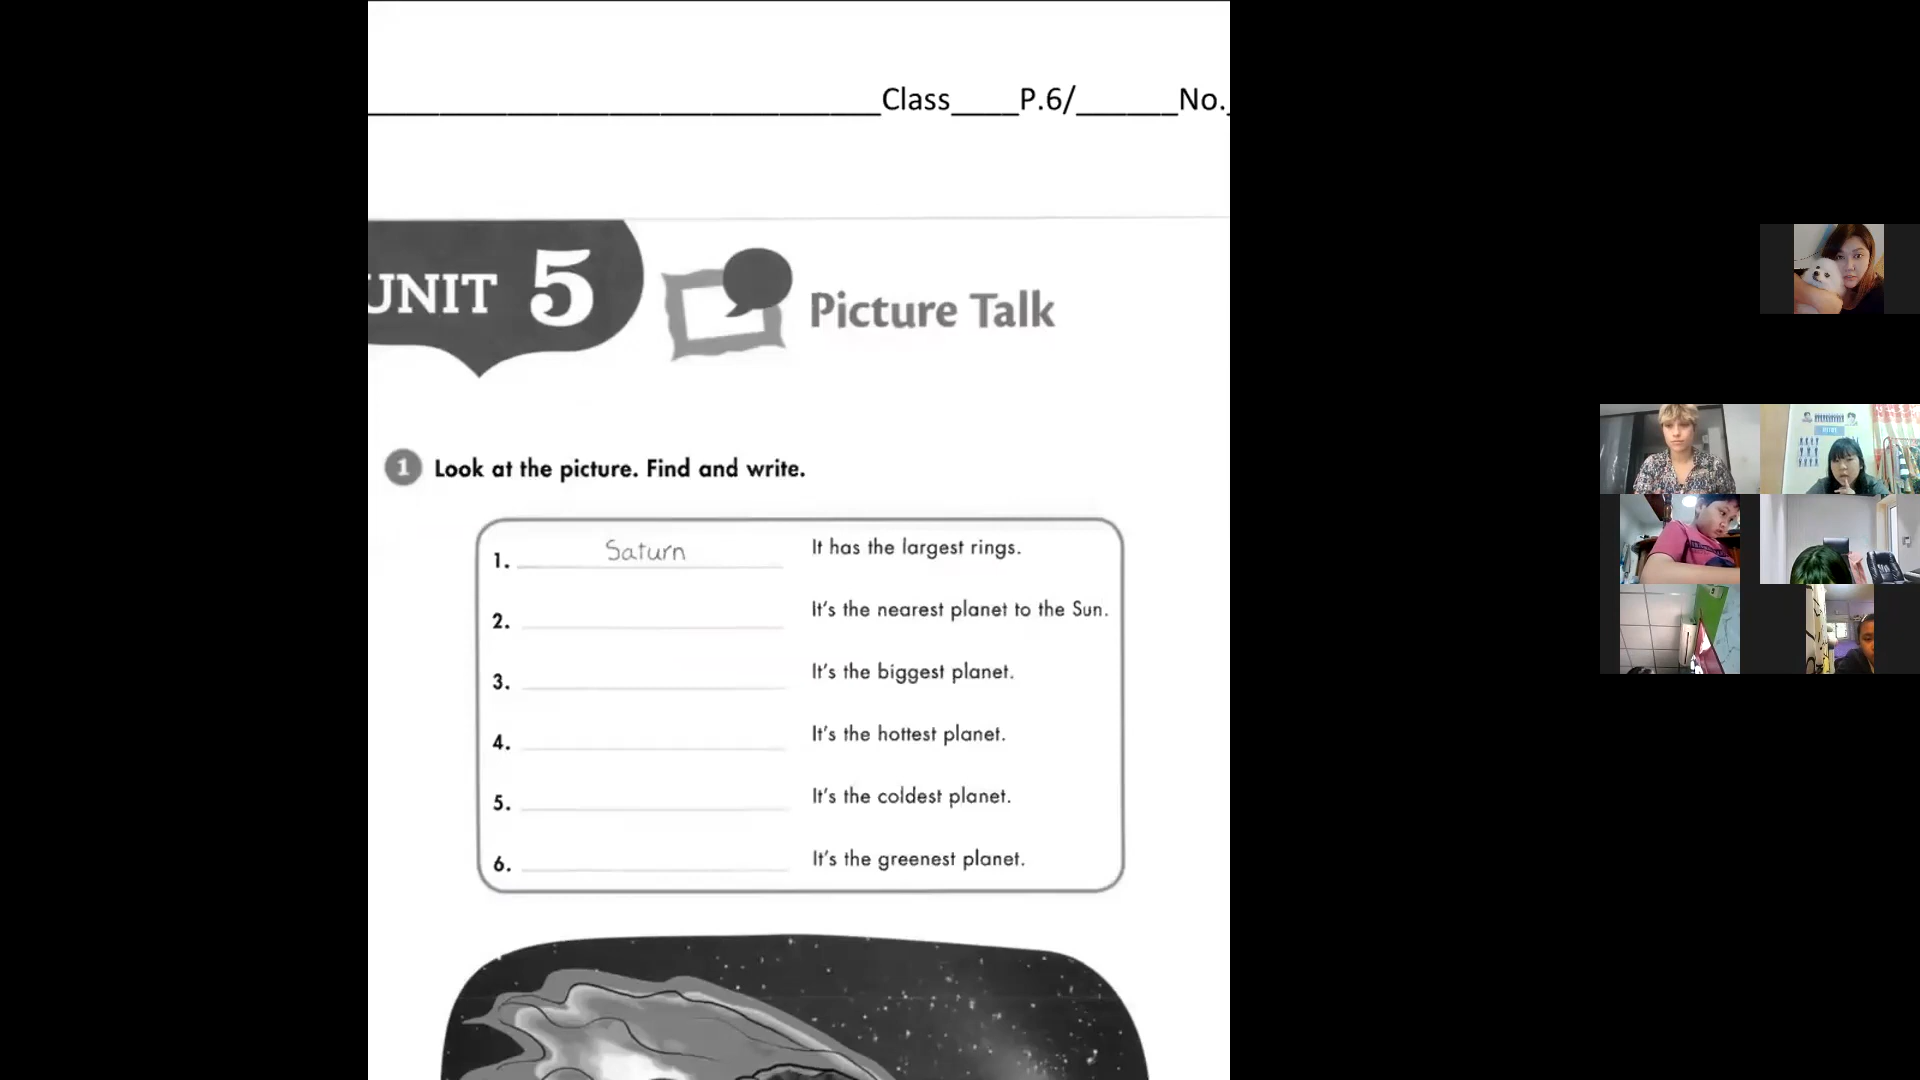 Class____P.6/______No.
UNIT 5
Picture Talk
1 Look at the picture. Find and write.
1. Saturn It has the largest rings.
2. It's the nearest planet to the Sun.
3. It's the biggest planet.
4. It's the hottest planet.
5. It's the coldest planet.
6. It's the greenest planet.